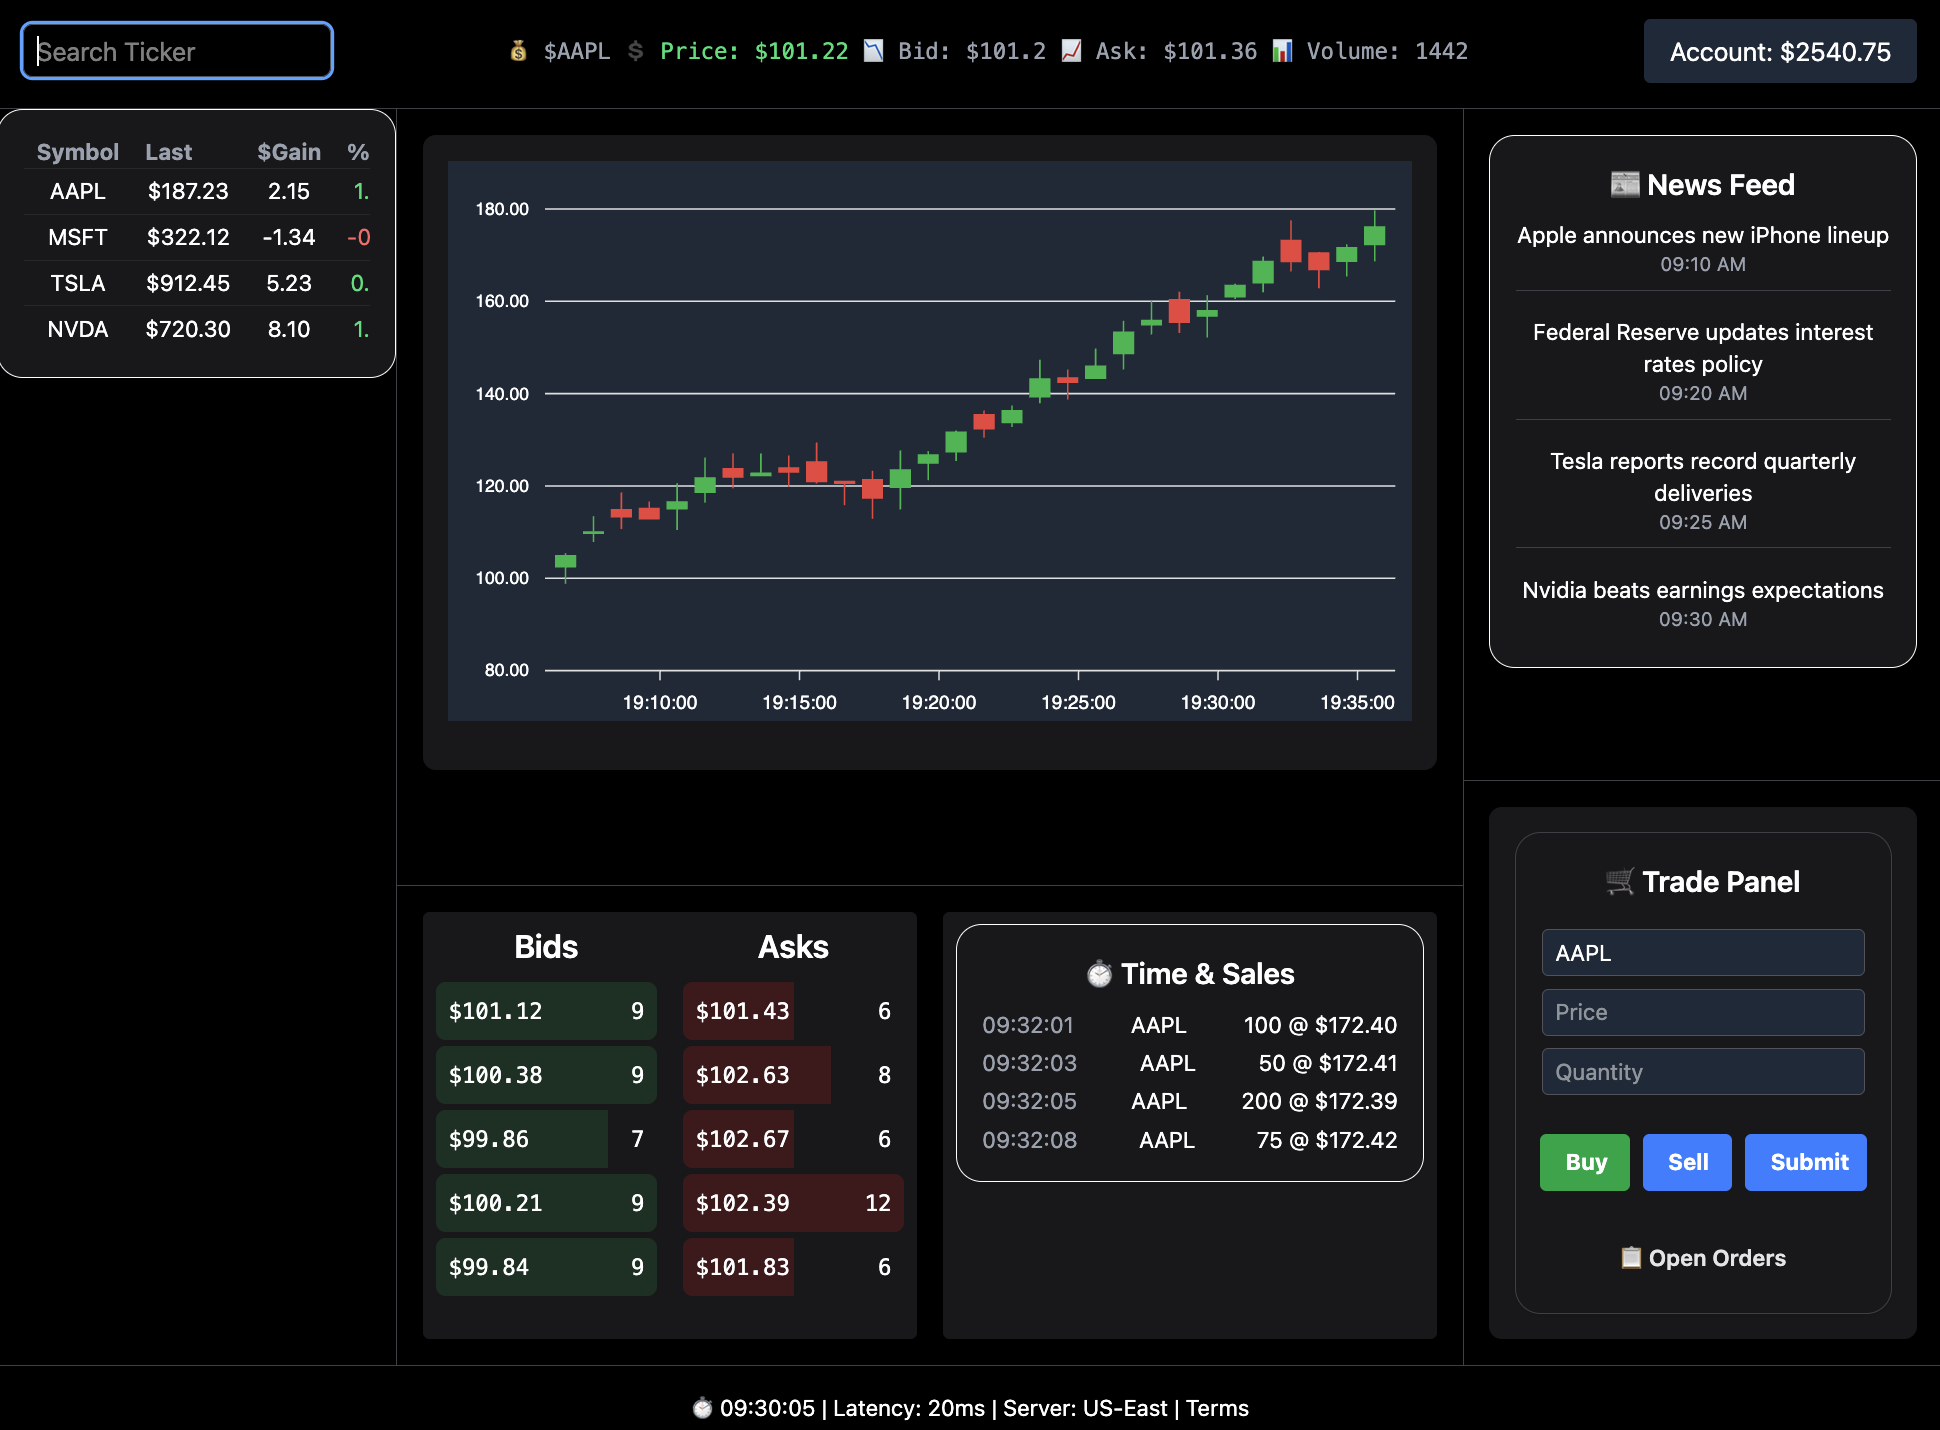 Search Ticker
💰 $AAPL 💲 Price: $101.22 📉 Bid: $101.2 📈 Ask: $101.36 📊 Volume: 1442
Account: $2540.75
Symbol Last $Gain %
AAPL $187.23 2.15 1.
MSFT $322.12 -1.34 -0
TSLA $912.45 5.23 0.
NVDA $720.30 8.10 1.
180.00
160.00
140.00
120.00
100.00
80.00
19:10:00 19:15:00 19:20:00 19:25:00 19:30:00 19:35:00
📰 News Feed
Apple announces new iPhone lineup
09:10 AM
Federal Reserve updates interest
rates policy
09:20 AM
Tesla reports record quarterly
deliveries
09:25 AM
Nvidia beats earnings expectations
09:30 AM
Bids Asks
$101.12 9 $101.43 6
$100.38 9 $102.63 8
$99.86 7 $102.67 6
$100.21 9 $102.39 12
$99.84 9 $101.83 6
⏱️ Time & Sales
09:32:01 AAPL 100 @ $172.40
09:32:03 AAPL 50 @ $172.41
09:32:05 AAPL 200 @ $172.39
09:32:08 AAPL 75 @ $172.42
🛒 Trade Panel
AAPL
Price
Quantity
Buy Sell Submit
📋 Open Orders
⏱️ 09:30:05 | Latency: 20ms | Server: US-East | Terms